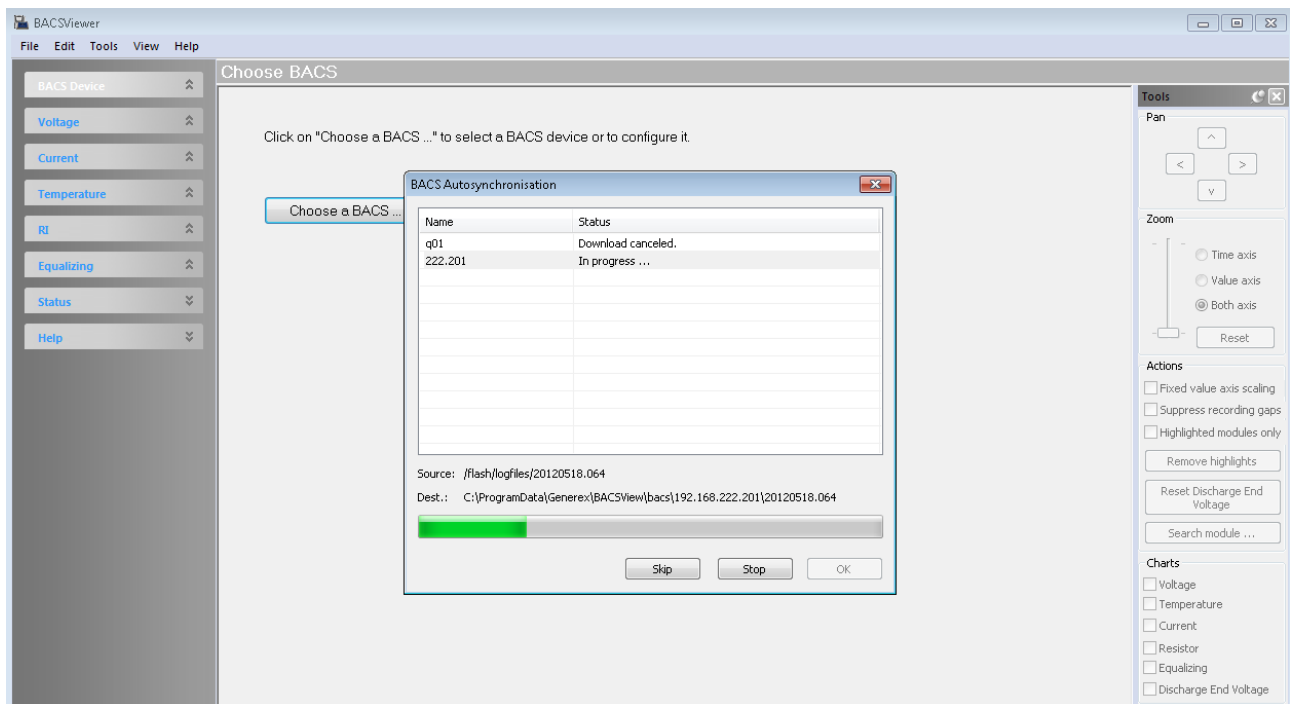 BACSViewer
File Edit Tools View Help
Choose BACS
BACS Device
Voltage
Current
Temperature
RI
Equalizing
Status
Help
Click on "Choose a BACS ..." to select a BACS device or to configure it.
Choose a BACS ...
BACS Autosynchronisation
Name Status
q01 Download canceled.
222.201 In progress ...
Source: /flash/logfiles/20120518.064
Dest.: C:\ProgramData\Generex\BACSView\bacs\192.168.222.201\20120518.064
Skip Stop OK
Tools
Pan
^
< >
v
Zoom
Time axis
Value axis
Both axis
Reset
Actions
Fixed value axis scaling
Suppress recording gaps
Highlighted modules only
Remove highlights
Reset Discharge End
Voltage
Search module ...
Charts
Voltage
Temperature
Current
Resistor
Equalizing
Discharge End Voltage